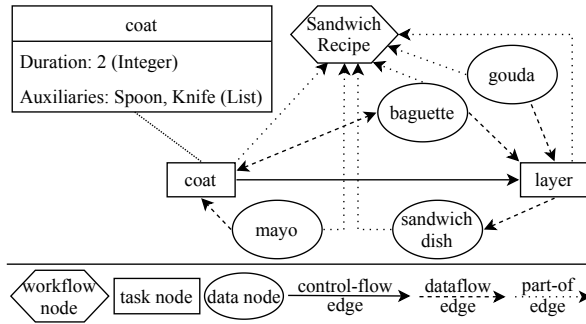 coat
Duration: 2 (Integer)
Auxiliaries: Spoon, Knife (List)
Sandwich
Recipe
gouda
baguette
coat
layer
mayo
sandwich
dish
workflow
node
task node
data node
control-flow
edge
dataflow
edge
part-of
edge